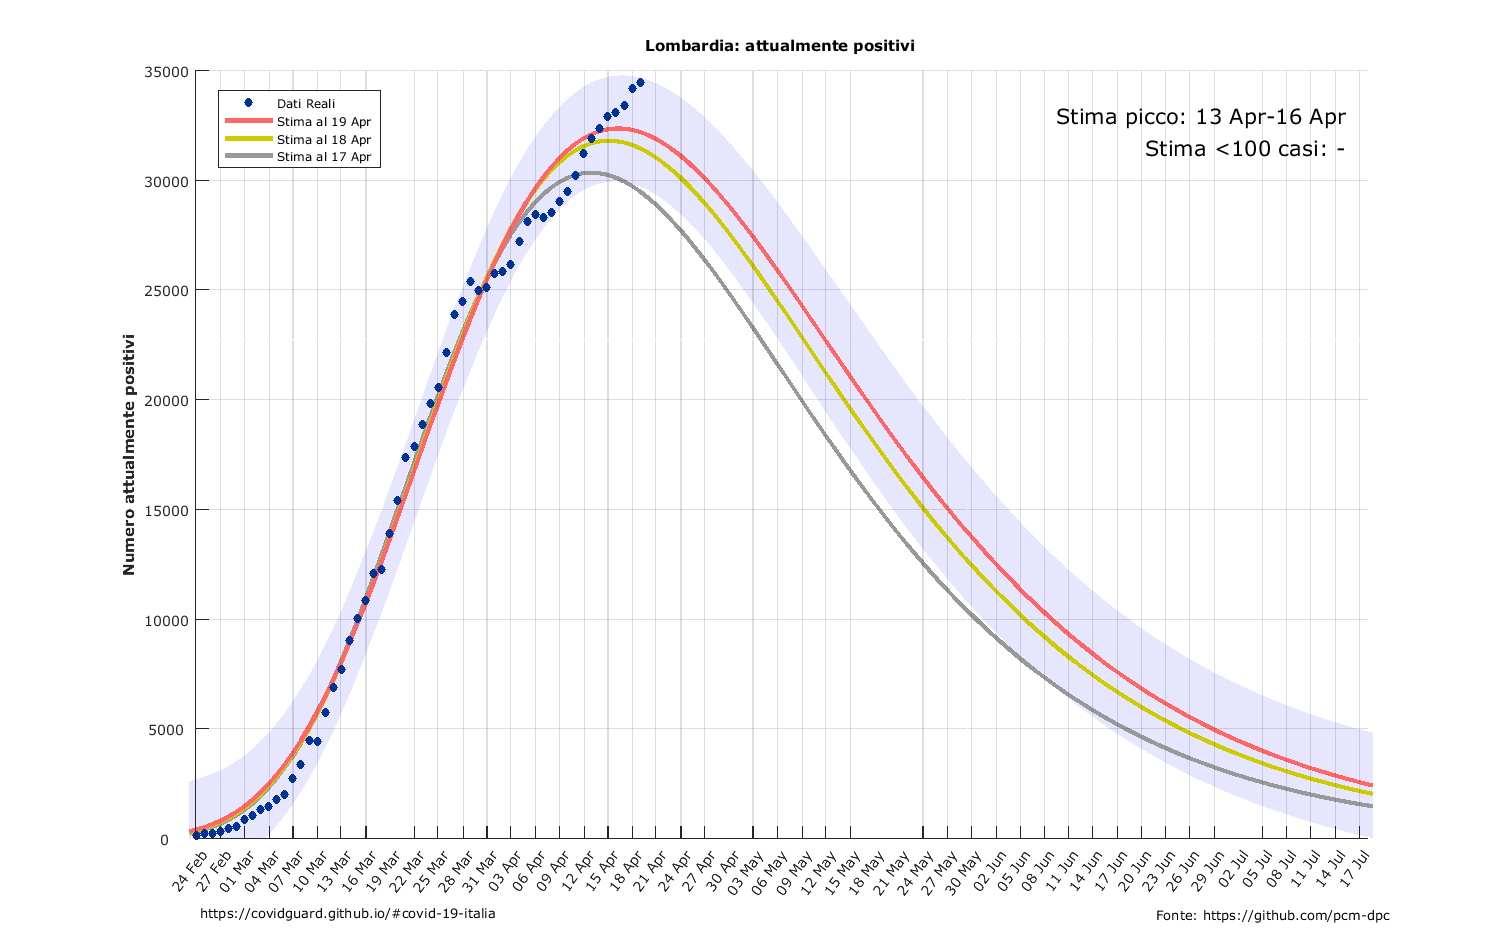 Lombardia: attualmente positivi
35000
30000
25000
20000
15000
10000
5000
0
Numero attualmente positivi
Dati Reali
Stima al 19 Apr
Stima al 18 Apr
Stima al 17 Apr
Stima picco: 13 Apr-16 Apr
Stima <100 casi: -
24 Feb
27 Feb
01 Mar
04 Mar
07 Mar
10 Mar
13 Mar
16 Mar
19 Mar
22 Mar
25 Mar
28 Mar
31 Mar
03 Apr
06 Apr
09 Apr
12 Apr
15 Apr
18 Apr
21 Apr
24 Apr
27 Apr
30 Apr
03 May
06 May
09 May
12 May
15 May
18 May
21 May
24 May
27 May
30 May
02 Jun
05 Jun
08 Jun
11 Jun
14 Jun
17 Jun
20 Jun
23 Jun
26 Jun
29 Jun
02 Jul
05 Jul
08 Jul
11 Jul
14 Jul
17 Jul
https://covidguard.github.io/#covid-19-italia
Fonte: https://github.com/pcm-dpc